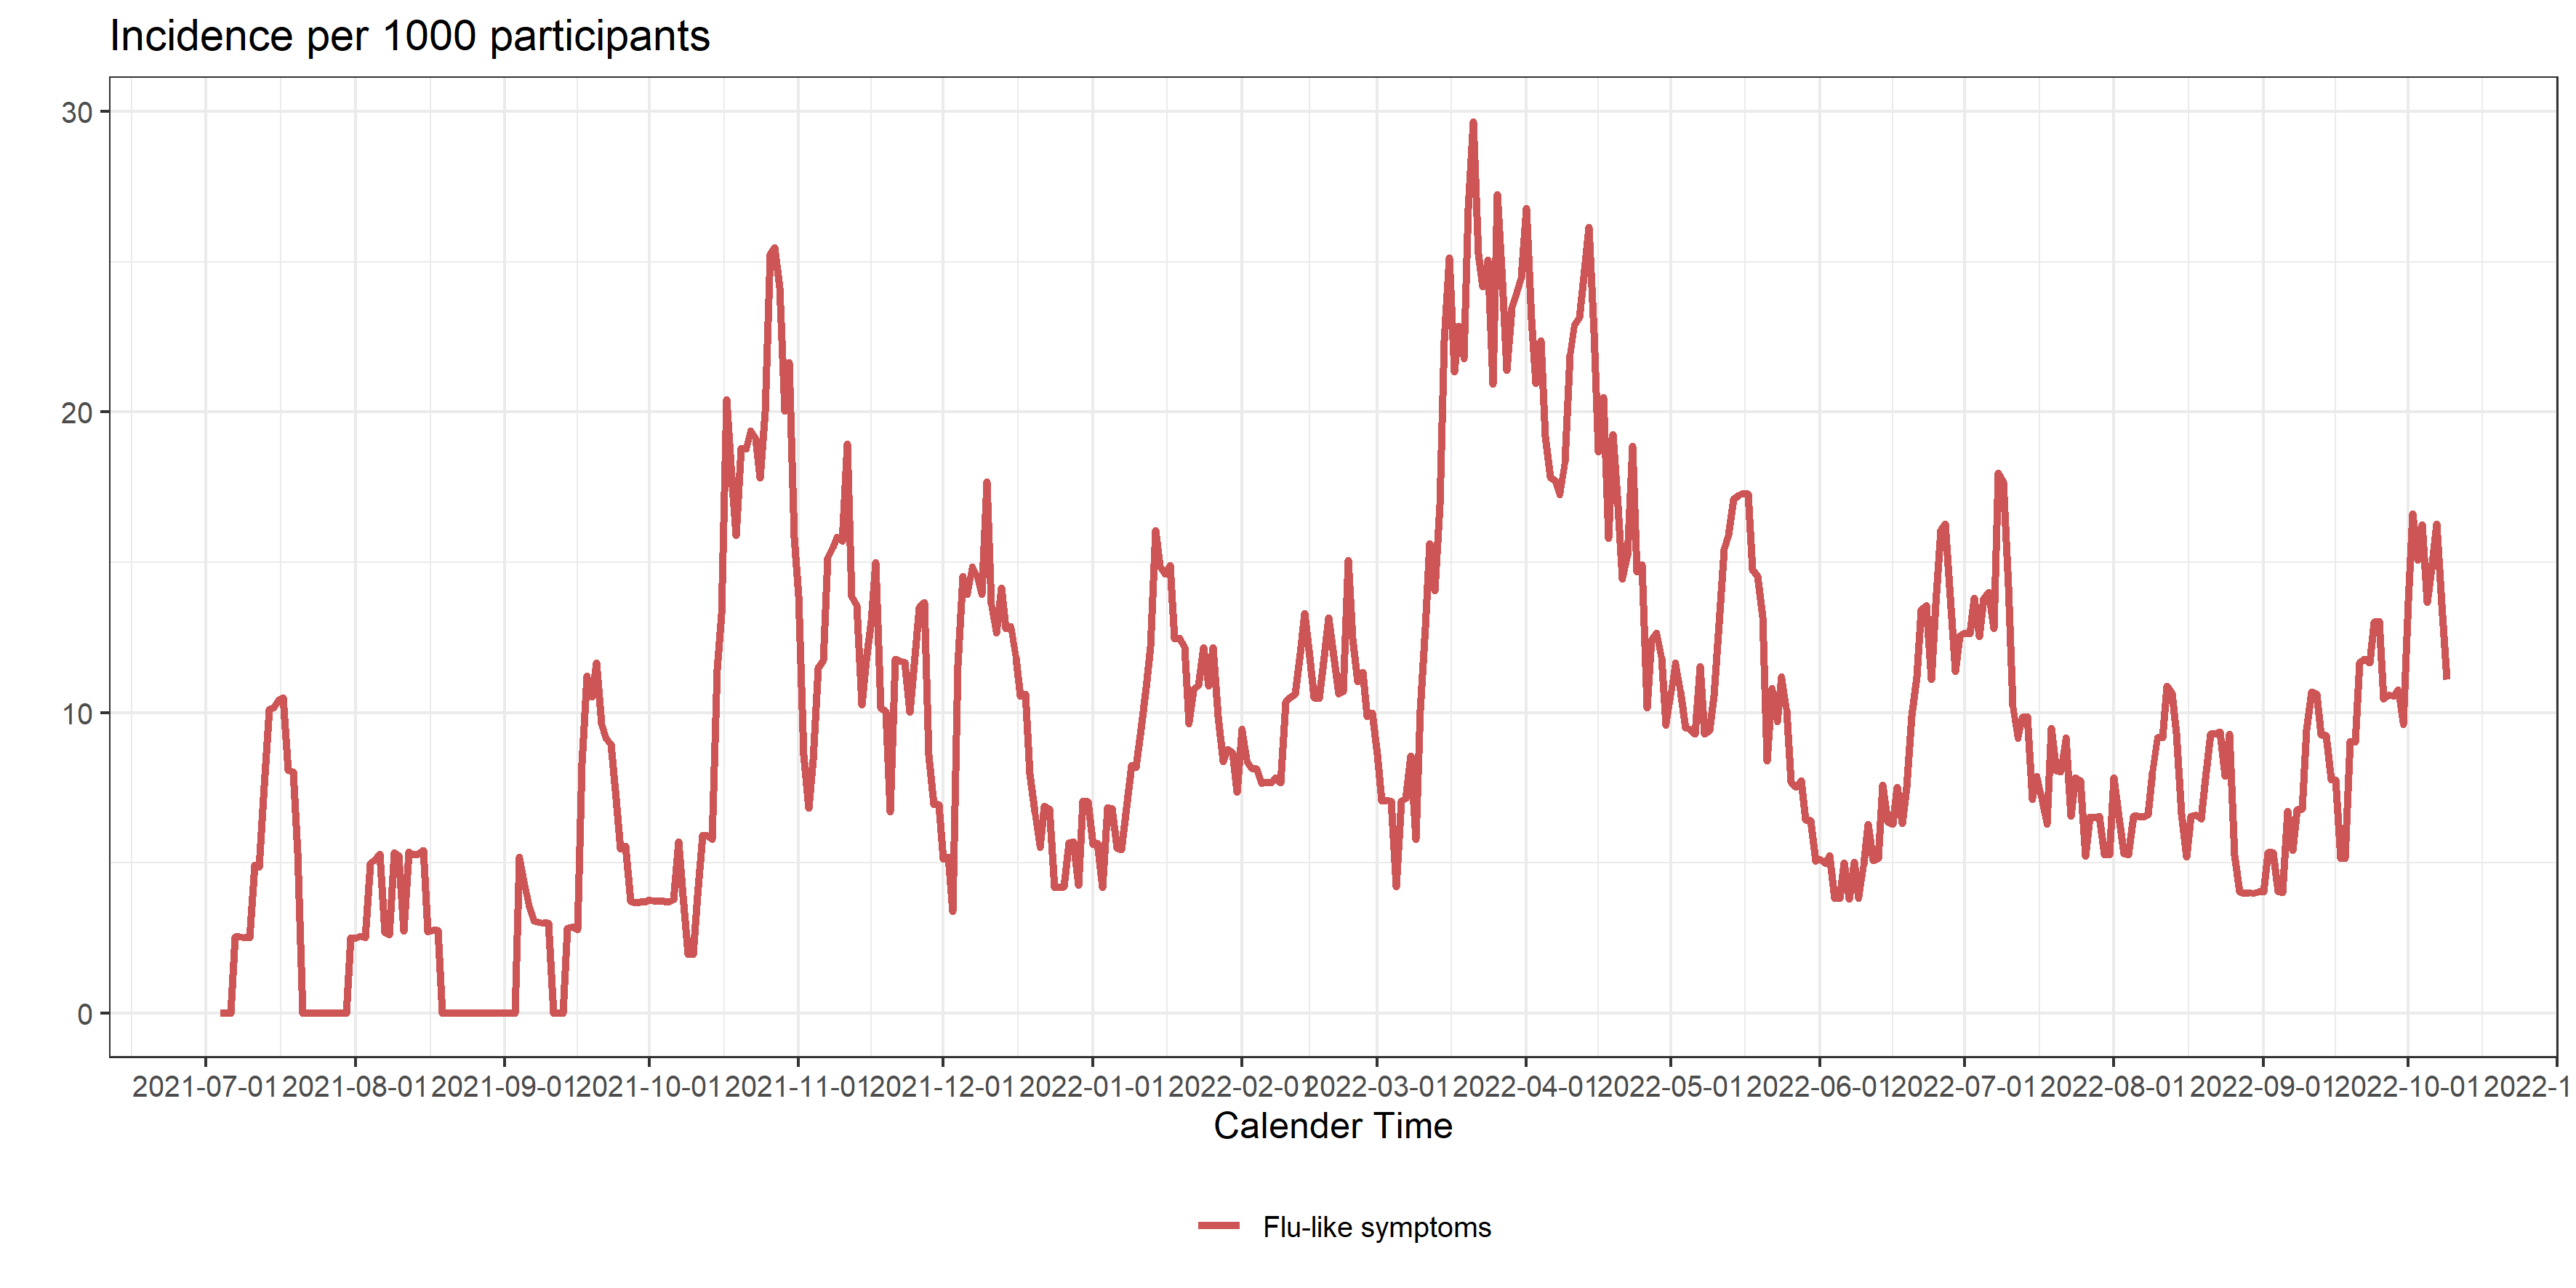 Incidence per 1000 participants
30
20
10
0
2021-07-01 2021-08-01 2021-09-01 2021-10-01 2021-11-01 2021-12-01 2022-01-01 2022-02-01 2022-03-01 2022-04-01 2022-05-01 2022-06-01 2022-07-01 2022-08-01 2022-09-01 2022-10-01 2022-1
Calender Time
Flu-like symptoms